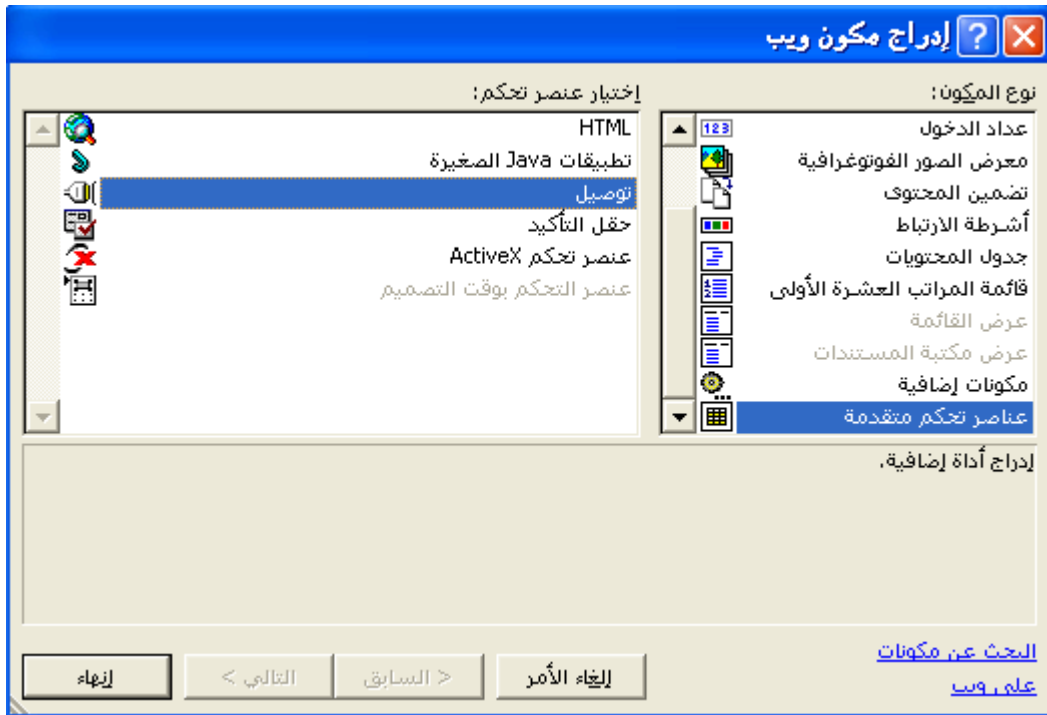 إدراج مكون ويب
نوع المكون:
عداد الدخول
معرض الصور الفوتوغرافية
تضمين المحتوى
أشرطة الارتباط
جدول المحتويات
قائمة المراتب العشرة الأولى
عرض القائمة
عرض مكتبة المستندات
مكونات إضافية
عناصر تحكم متقدمة
إختيار عنصر تحكم:
HTML
تطبيقات Java الصغيرة
توصيل
حقل التأكيد
عنصر تحكم ActiveX
عنصر التحكم بوقت التصميم
إدراج أداة إضافية.
البحث عن مكونات
على ويب
إلغاء الأمر
< السابق
التالي >
إنهاء